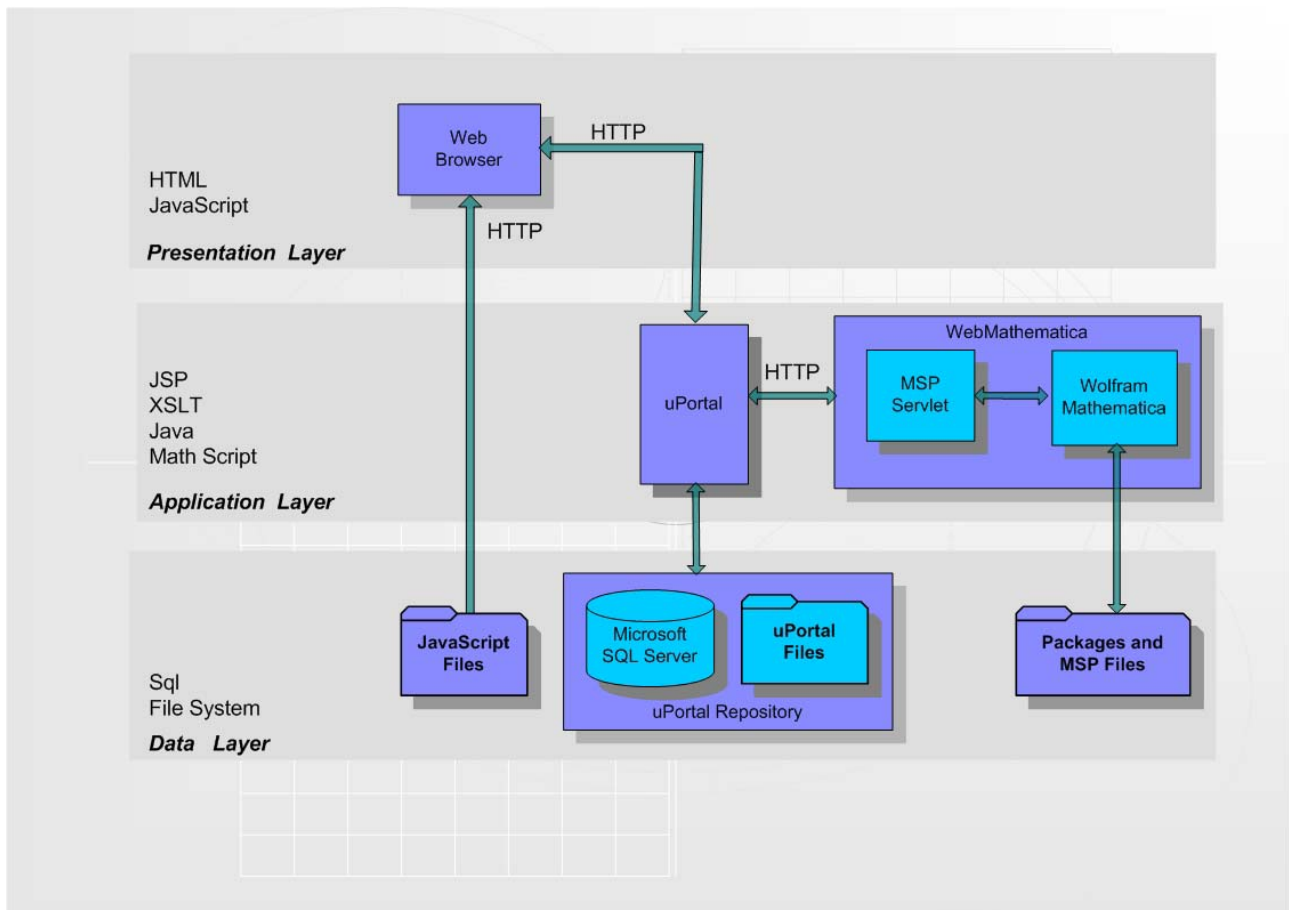 Web
Browser
HTTP
HTML
JavaScript
HTTP
Presentation Layer
WebMathematica
JSP
XSLT
Java
Math Script
uPortal
HTTP
MSP
Servlet
Wolfram
Mathematica
Application Layer
JavaScript
Files
Microsoft
SQL Server
uPortal
Files
Packages and
MSP Files
Sql
File System
uPortal Repository
Data Layer